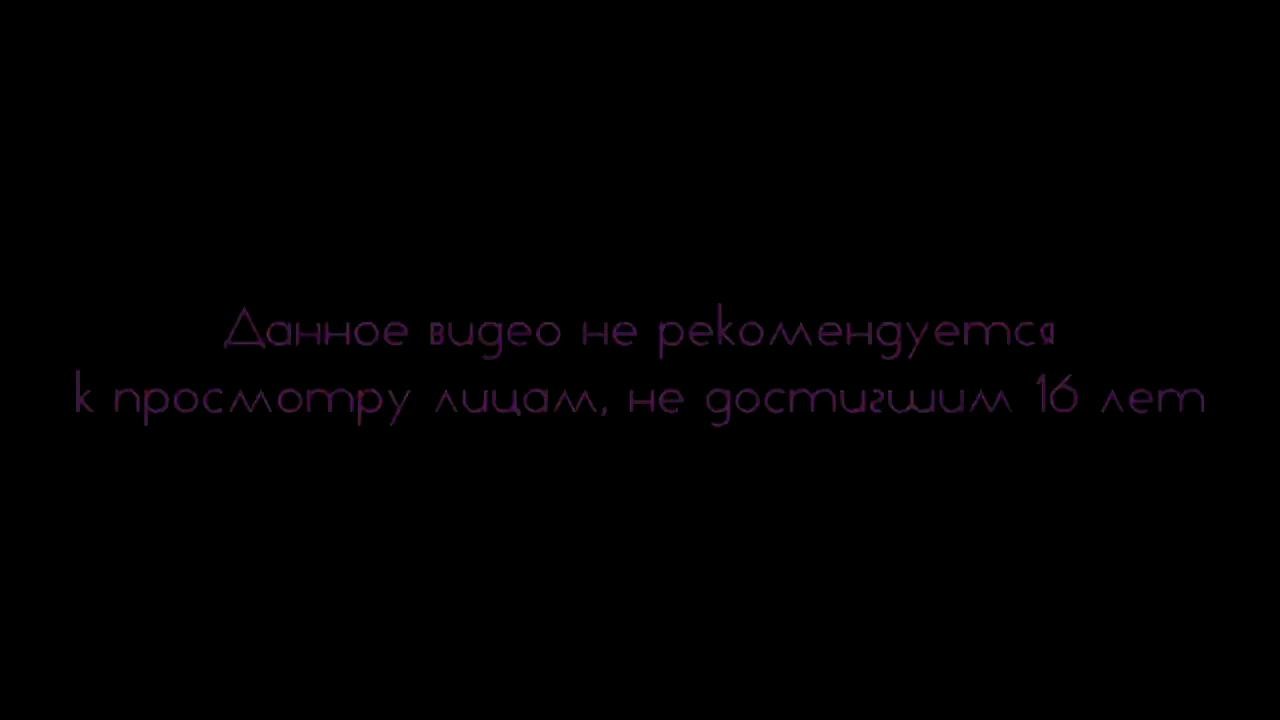 Данное видео не рекомендуется
к просмотру лицам, не достигшим 16 лет